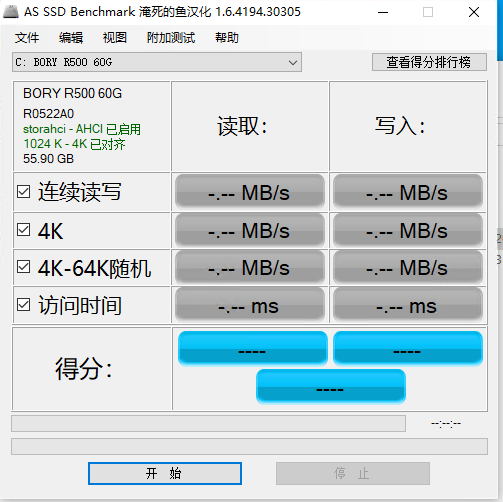 AS SSD Benchmark 淹死的鱼汉化 1.6.4194.30305
文件 编辑 视图 附加测试 帮助
C: BORY R500 60G 查看得分排行榜
BORY R500 60G
R0522A0
storahci - AHCI 已启用
1024 K - 4K 已对齐
55.90 GB
读取: 写入:
连续读写 -.-- MB/s -.-- MB/s
4K -.-- MB/s -.-- MB/s
4K-64K随机 -.-- MB/s -.-- MB/s
访问时间 -.-- ms -.-- ms
得分: ---- ----
----
--:--:--
开 始 停 止